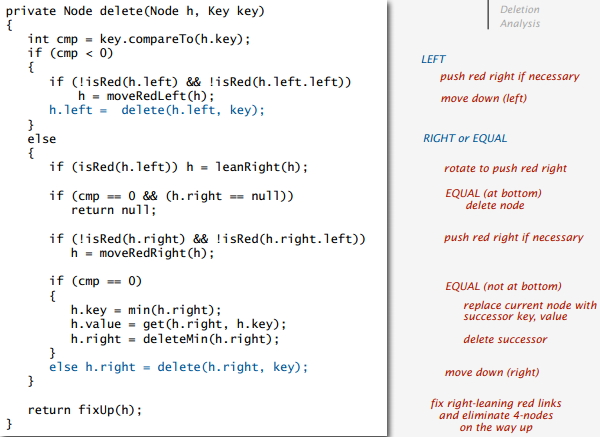 private Node delete(Node h, Key key)
{
int cmp = key.compareTo(h.key);
if (cmp < 0)
{
if (!isRed(h.left) && !isRed(h.left.left))
h = moveRedLeft(h);
h.left =  delete(h.left, key);
}
else
{
if (isRed(h.left)) h = leanRight(h);
if (cmp == 0 && (h.right == null))
return null;
if (!isRed(h.right) && !isRed(h.right.left))
h = moveRedRight(h);
if (cmp == 0)
{
h.key = min(h.right);
h.value = get(h.right, h.key);
h.right = deleteMin(h.right);
}
else h.right = delete(h.right, key);
}
return fixUp(h);
}
Deletion
Analysis
LEFT
push red right if necessary
move down (left)
RIGHT or EQUAL
rotate to push red right
EQUAL (at bottom)
delete node
push red right if necessary
EQUAL (not at bottom)
replace current node with
successor key, value
delete successor
move down (right)
fix right-leaning red links
and eliminate 4-nodes
on the way up